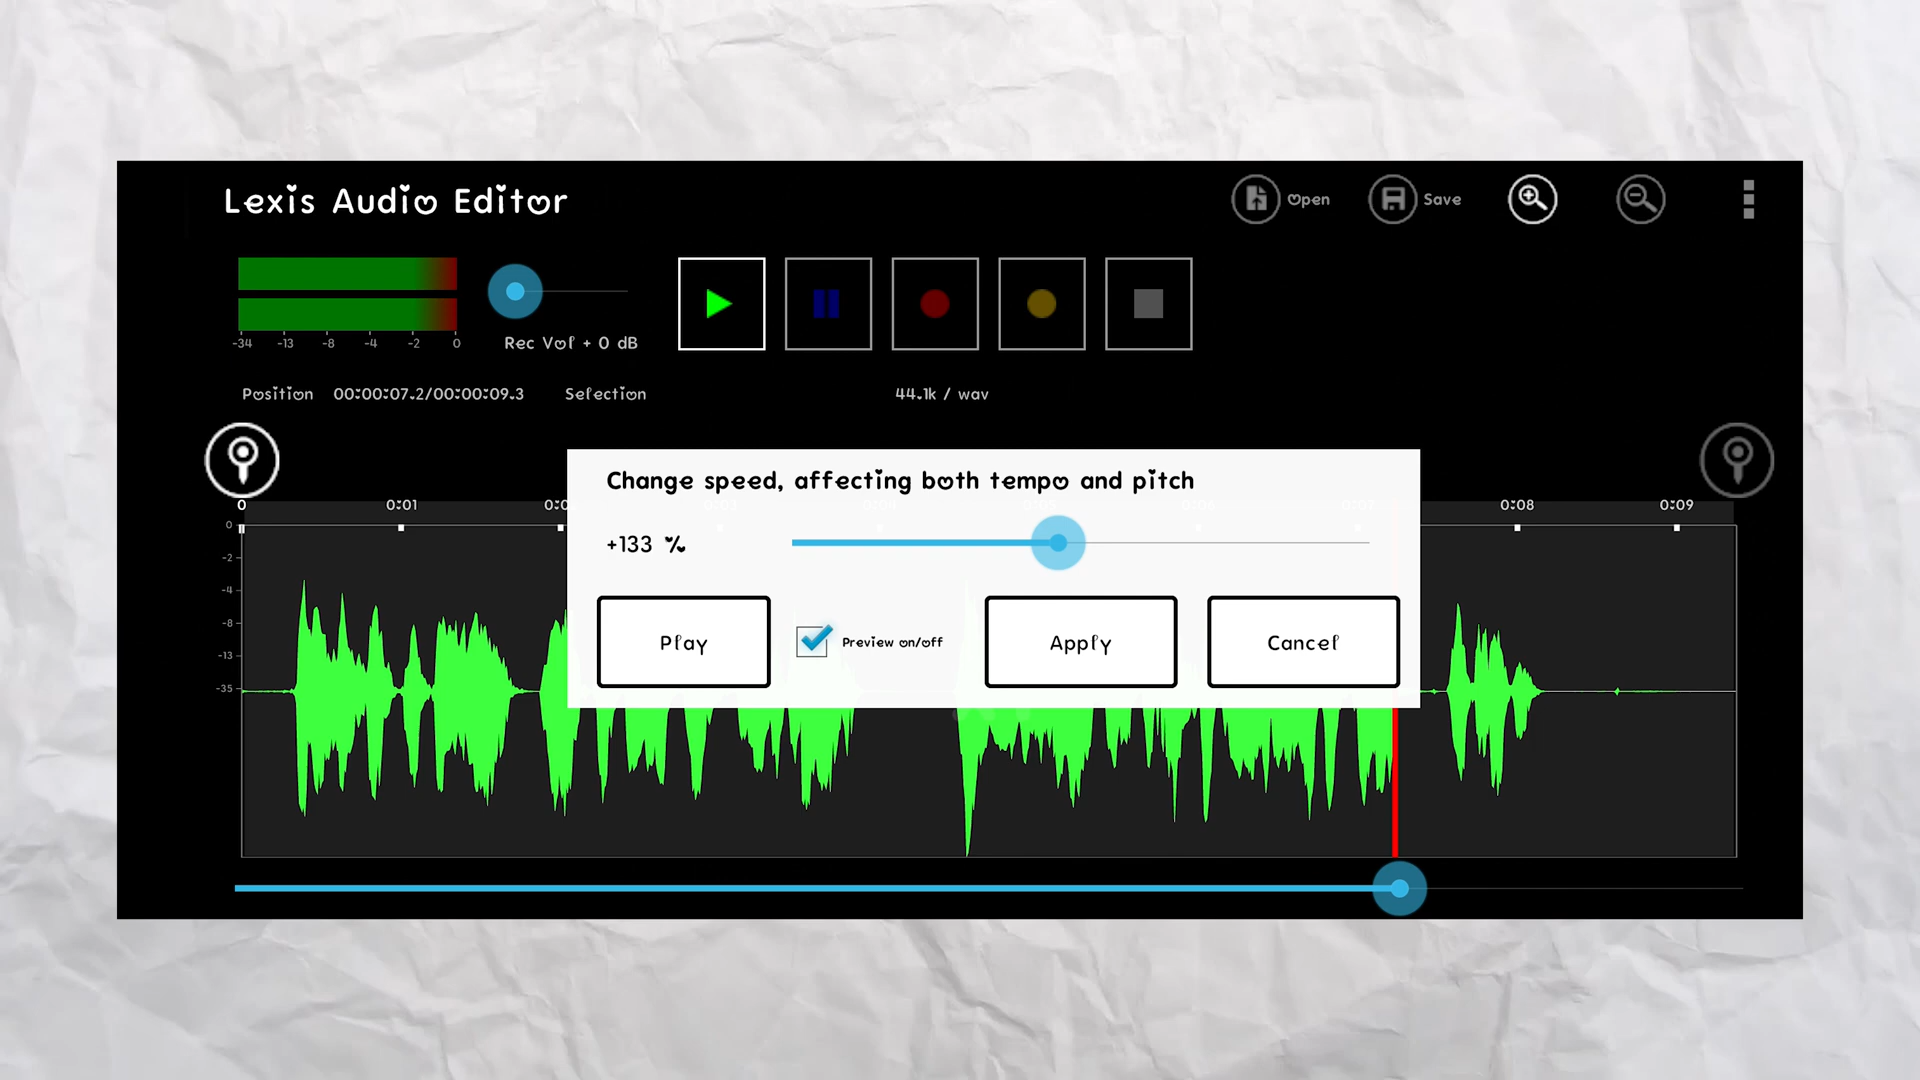 Lexis Audio Editor
Open
Save
-34 -13 -8 -4 -2 0
Rec Vol + 0 dB
Position 00:00:07.2/00:00:09.3 Selection 44.1k / wav
Change speed, affecting both tempo and pitch
0 0:01 0:08 0:09
+133 %
0
-2
-4
-8
-13
-35
Play
Preview on/off
Apply
Cancel